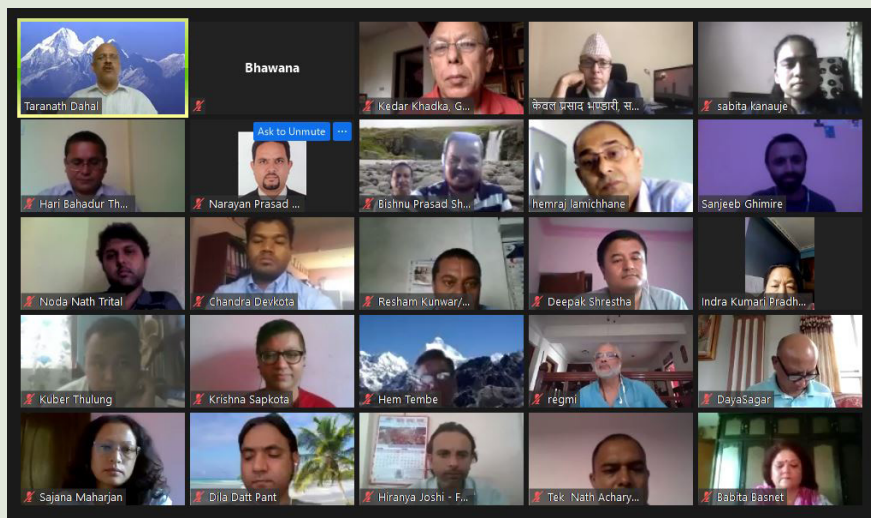 Taranath Dahal
Bhawana
Kedar Khadka, G...
केवल प्रसाद भण्डारी, स...
sabita kanauje
Hari Bahadur Th...
Ask to Unmute ...
Narayan Prasad ...
Bishnu Prasad Sh...
hemraj lamichhane
Sanjeeb Ghimire
Noda Nath Trital
Chandra Devkota
Resham Kunwar/...
Deepak Shrestha
Indra Kumari Pradh...
Kuber Thulung
Krishna Sapkota
Hem Tembe
regmi
DayaSagar
Sajana Maharjan
Dila Datt Pant
Hiranya Joshi - F...
Tek Nath Achary...
Babita Basnet